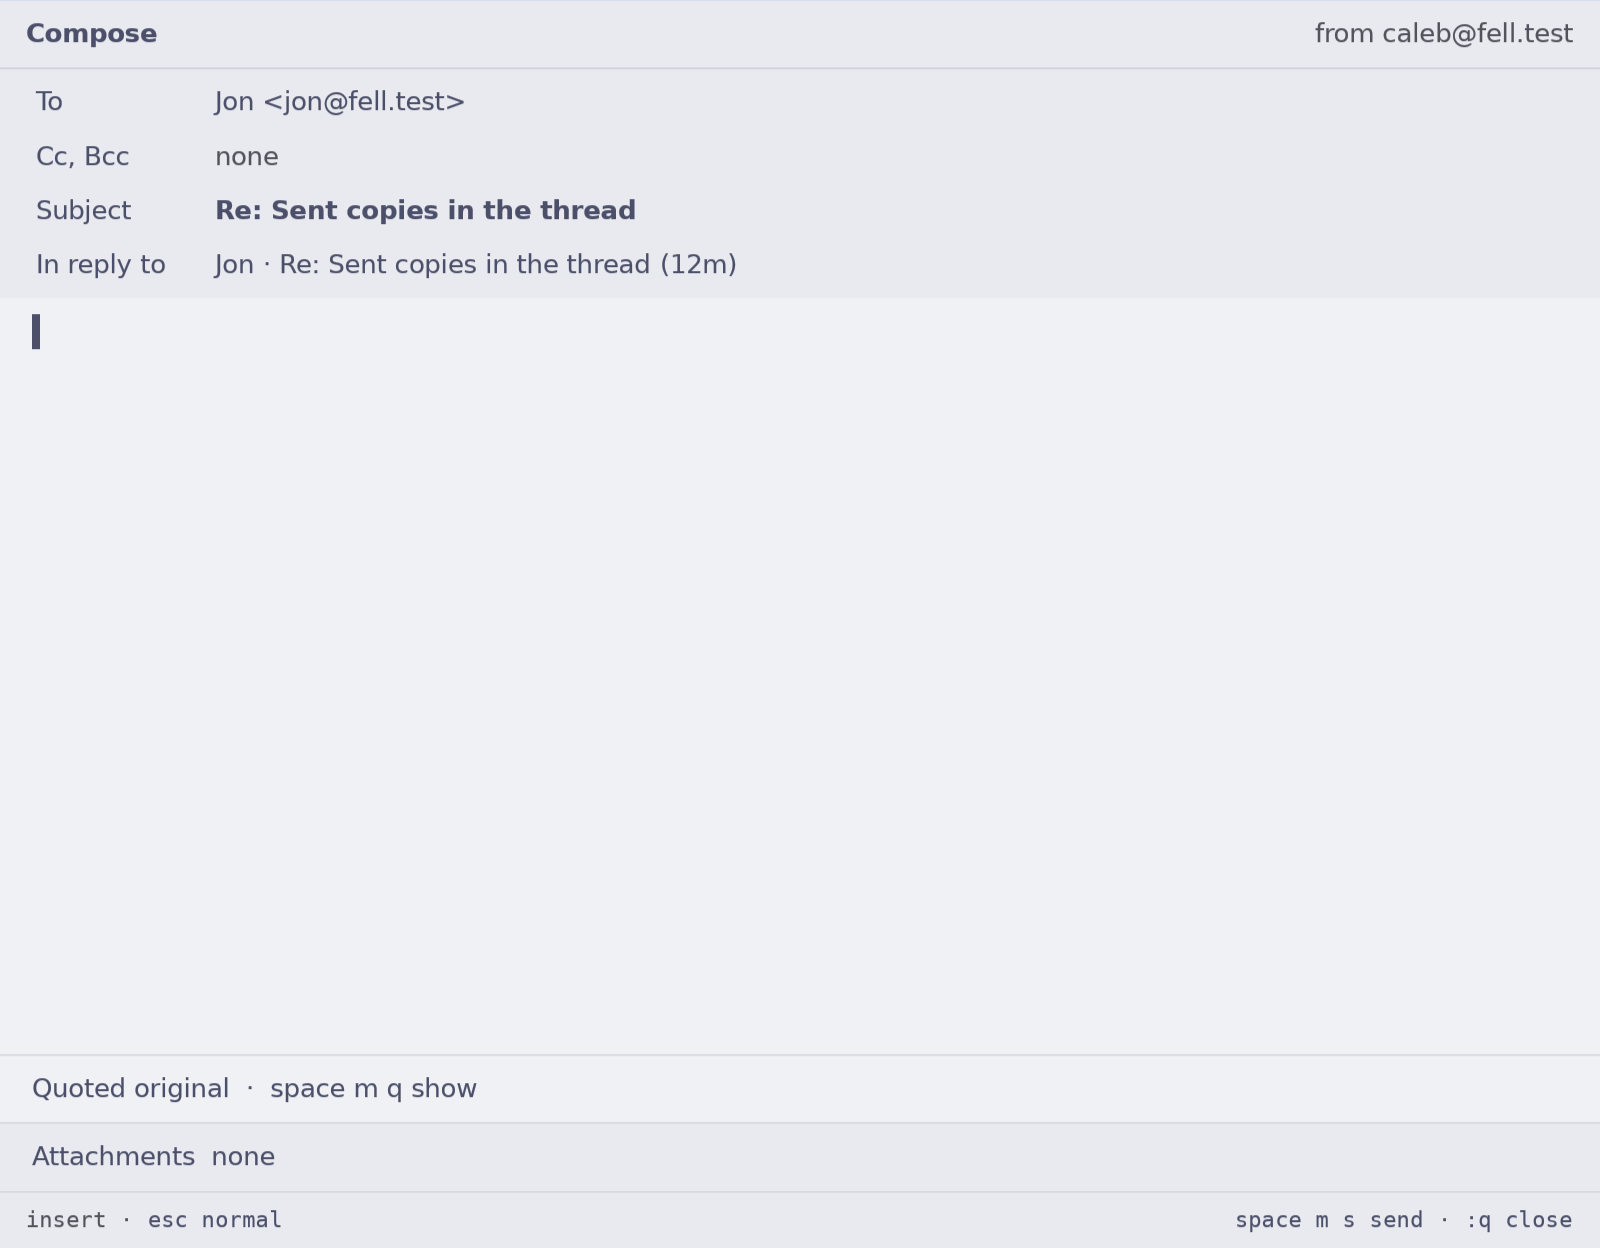 Compose from caleb@fell.test
To Jon <jon@fell.test>
Cc, Bcc none
Subject Re: Sent copies in the thread
In reply to Jon · Re: Sent copies in the thread (12m)
Quoted original · space m q show
Attachments none
insert · esc normal space m s send · :q close